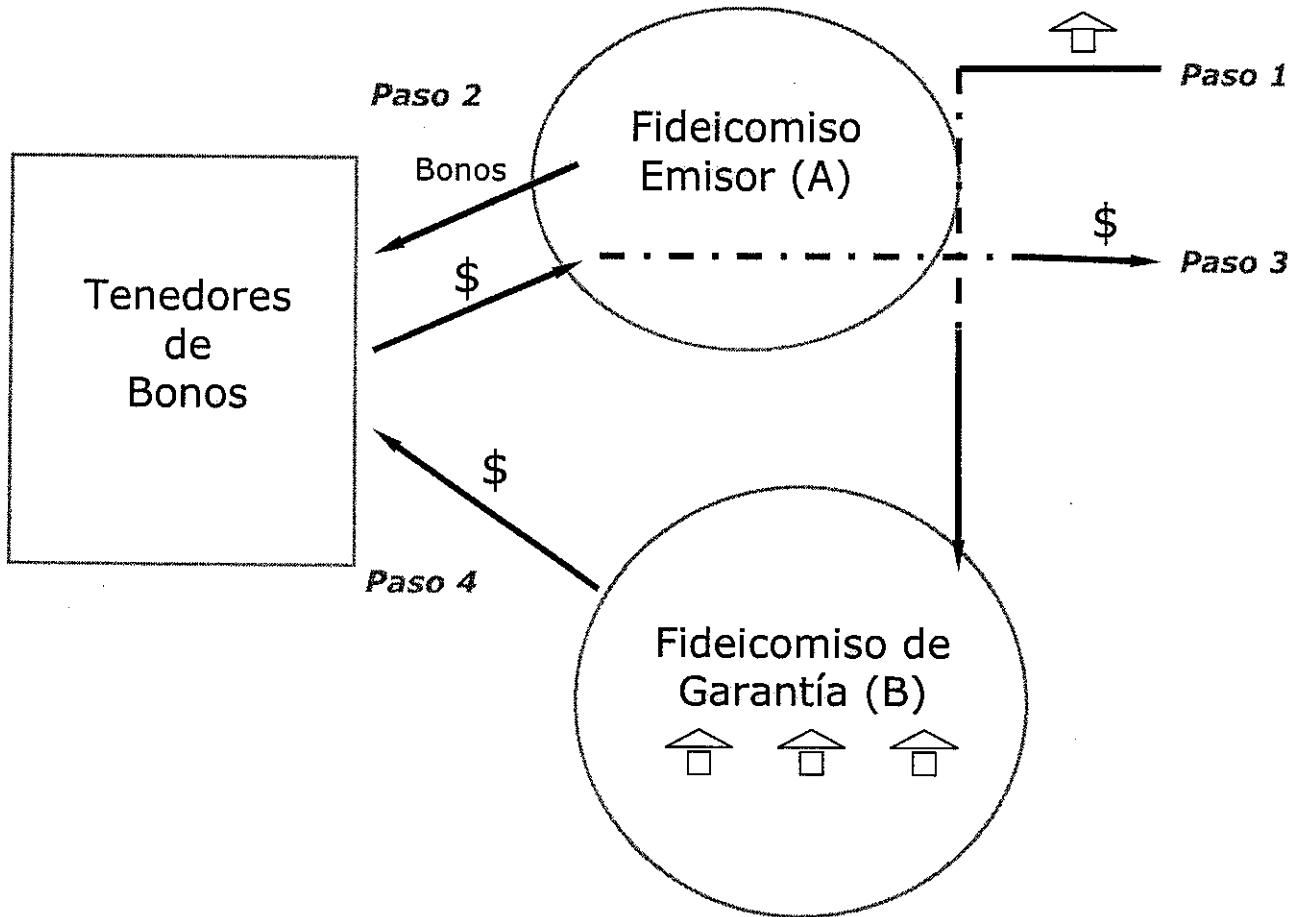 Paso 1
Paso 2
Fideicomiso
Emisor (A)
Bonos
$
$
Paso 3
Tenedores
de
Bonos
$
Paso 4
Fideicomiso de
Garantía (B)